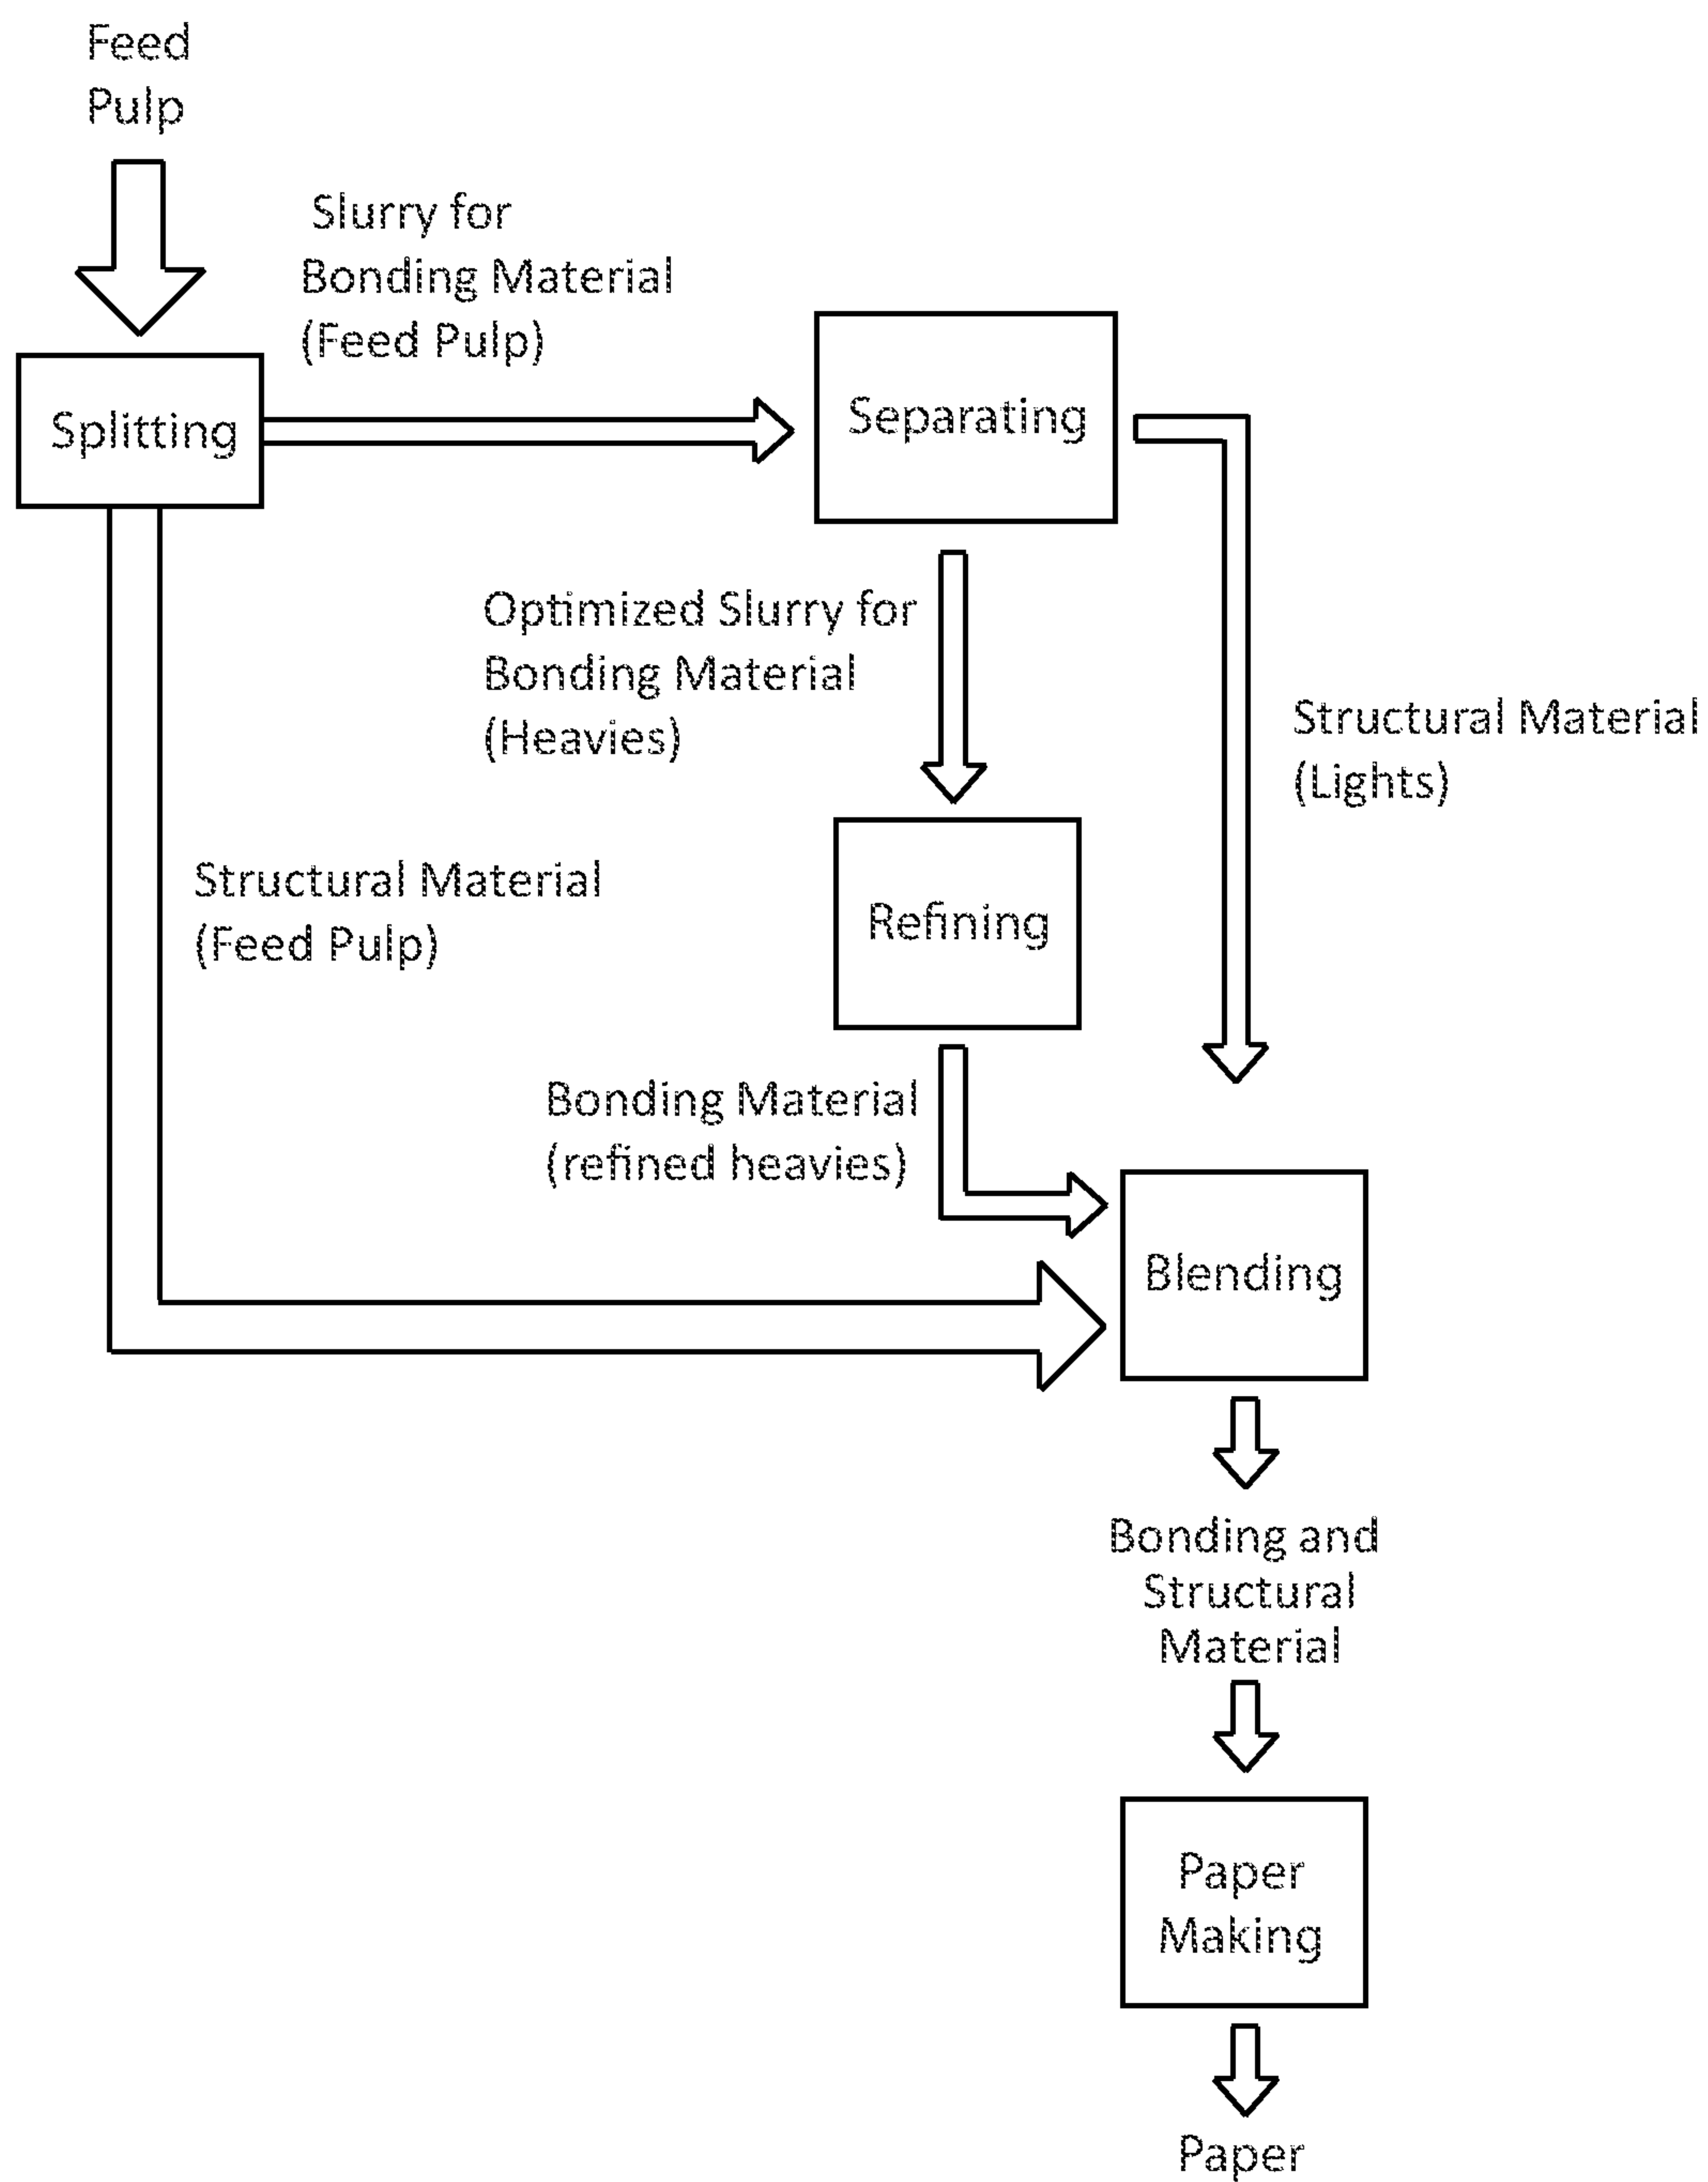 Feed
Pulp
Slurry for
Bonding Material
(Feed Pulp)
Splitting
Separating
Optimized Slurry for
Bonding Material
(Heavies)
Structural Material
(Lights)
Structural Material
(Feed Pulp)
Refining
Bonding Material
(refined heavies)
Blending
Bonding and
Structural
Material
Paper
Making
Paper